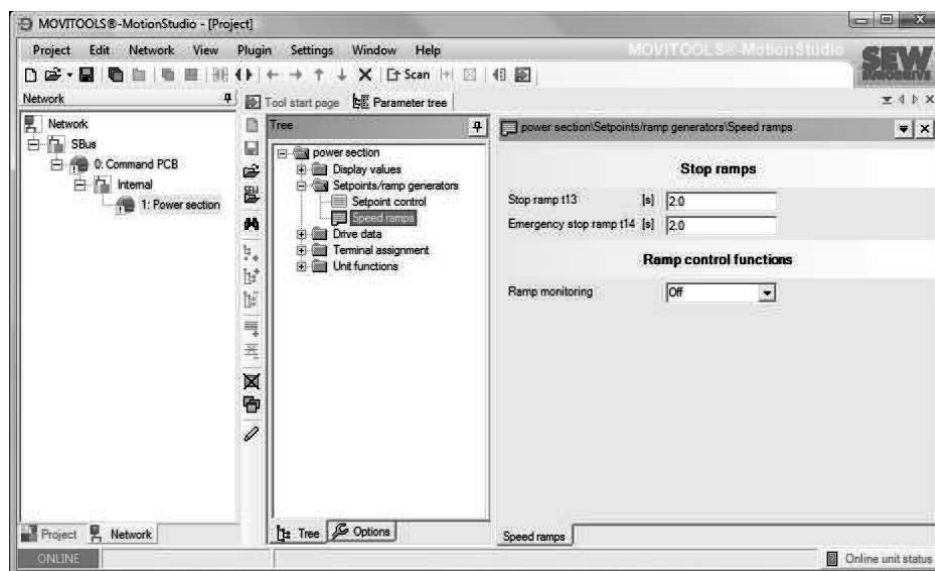 MOVITOOLS®-MotionStudio - [Project]
Project Edit Network View Plugin Settings Window Help
MOVITOOLS®-MotionStudio
SEW
EURODRIVE
Scan
Network
Tool start page
Parameter tree
Network
SBus
0: Command PCB
Internal
1: Power section
Tree
power section
Display values
Setpoints/ramp generators
Setpoint control
Speed ramps
Drive data
Terminal assignment
Unit functions
power section\Setpoints/ramp generators\Speed ramps
Stop ramps
Stop ramp t13 [s] 2.0
Emergency stop ramp t14 [s] 2.0
Ramp control functions
Ramp monitoring Off
Project
Network
Tree
Options
Speed ramps
ONLINE
Online unit status